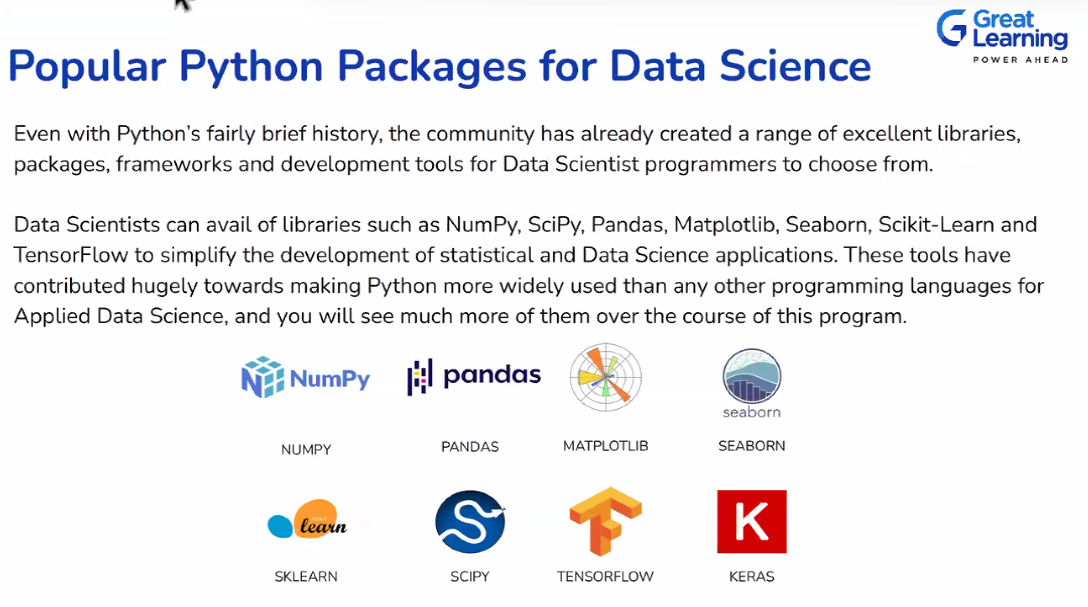 Great
Learning
POWER AHEAD
Popular Python Packages for Data Science
Even with Python's fairly brief history, the community has already created a range of excellent libraries,
packages, frameworks and development tools for Data Scientist programmers to choose from.
Data Scientists can avail of libraries such as NumPy, SciPy, Pandas, Matplotlib, Seaborn, Scikit-Learn and
TensorFlow to simplify the development of statistical and Data Science applications. These tools have
contributed hugely towards making Python more widely used than any other programming languages for
Applied Data Science, and you will see much more of them over the course of this program.
NumPy
pandas
seaborn
NUMPY
PANDAS
MATPLOTLIB
SEABORN
learn
K
SKLEARN
SCIPY
TENSORFLOW
KERAS